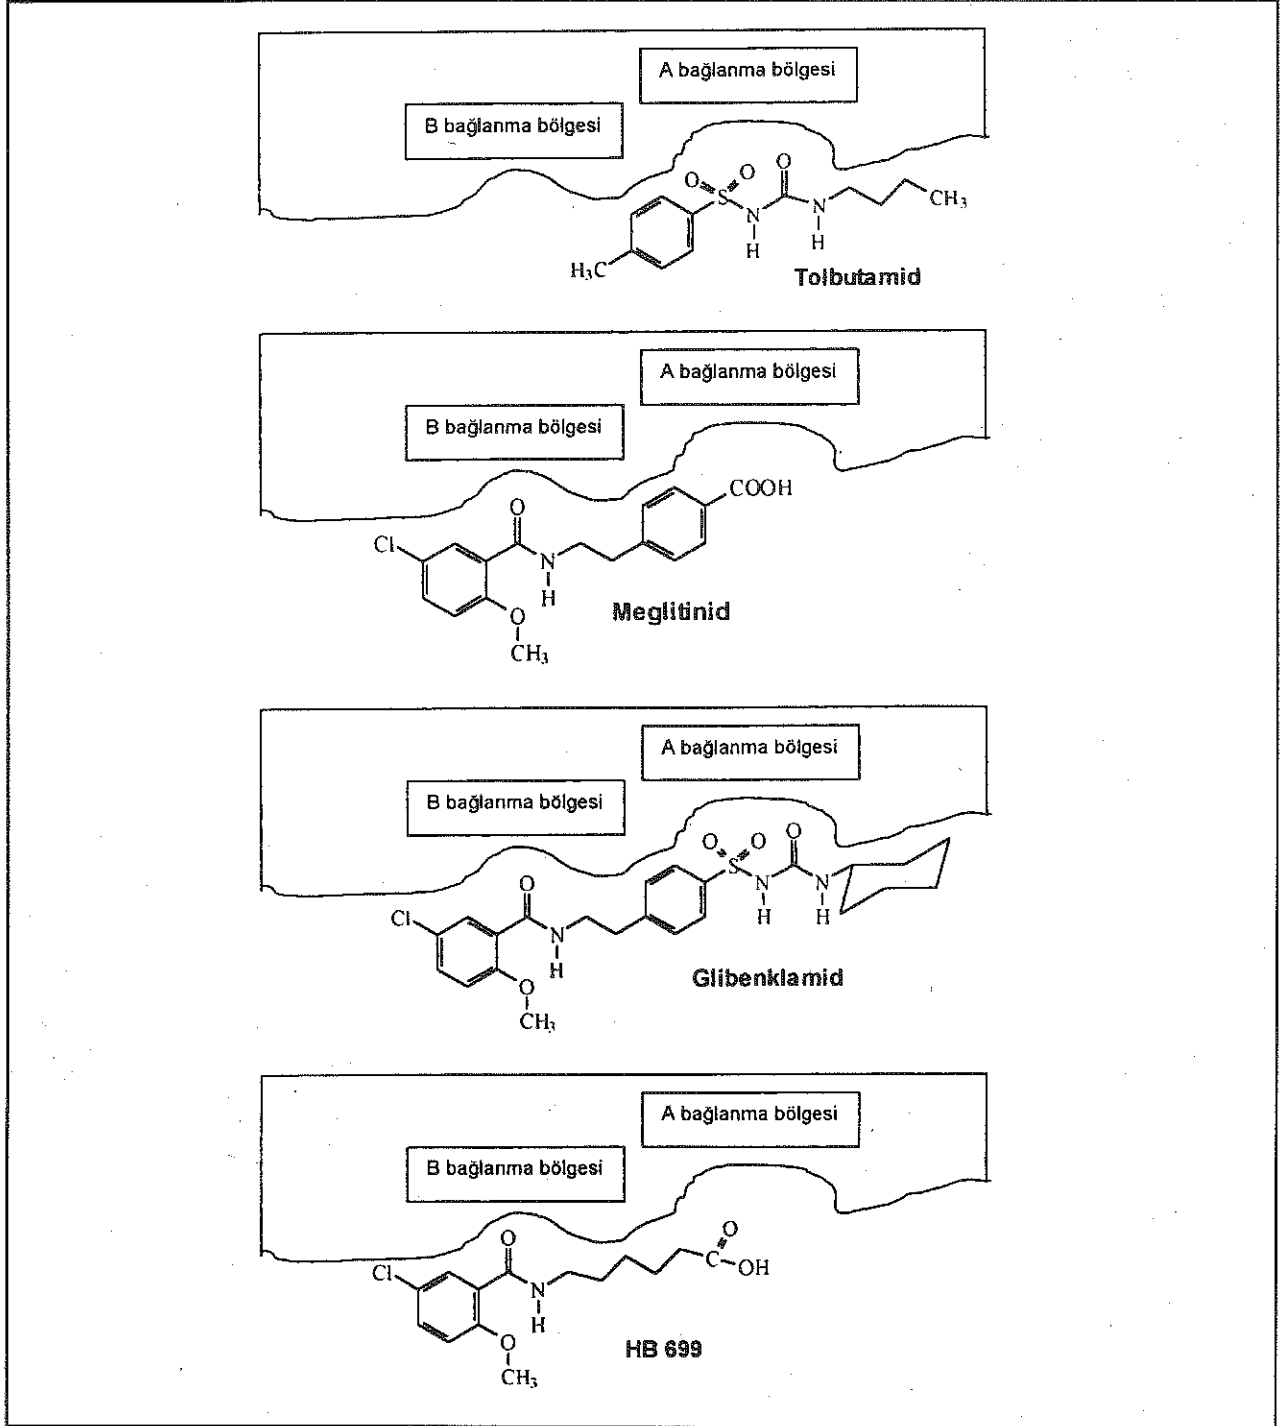 A bağlanma bölgesi
B bağlanma bölgesi
O O O
S
N N CH₃
H H
H₃C
Tolbutamid
A bağlanma bölgesi
B bağlanma bölgesi
COOH
O
Cl
N
H
O
Meglitinid
CH₃
A bağlanma bölgesi
B bağlanma bölgesi
O O O
S
N N
H H
O
Cl
N
H
O
Glibenklamid
CH₃
A bağlanma bölgesi
B bağlanma bölgesi
O
O
C
OH
Cl
N
H
O
HB 699
CH₃